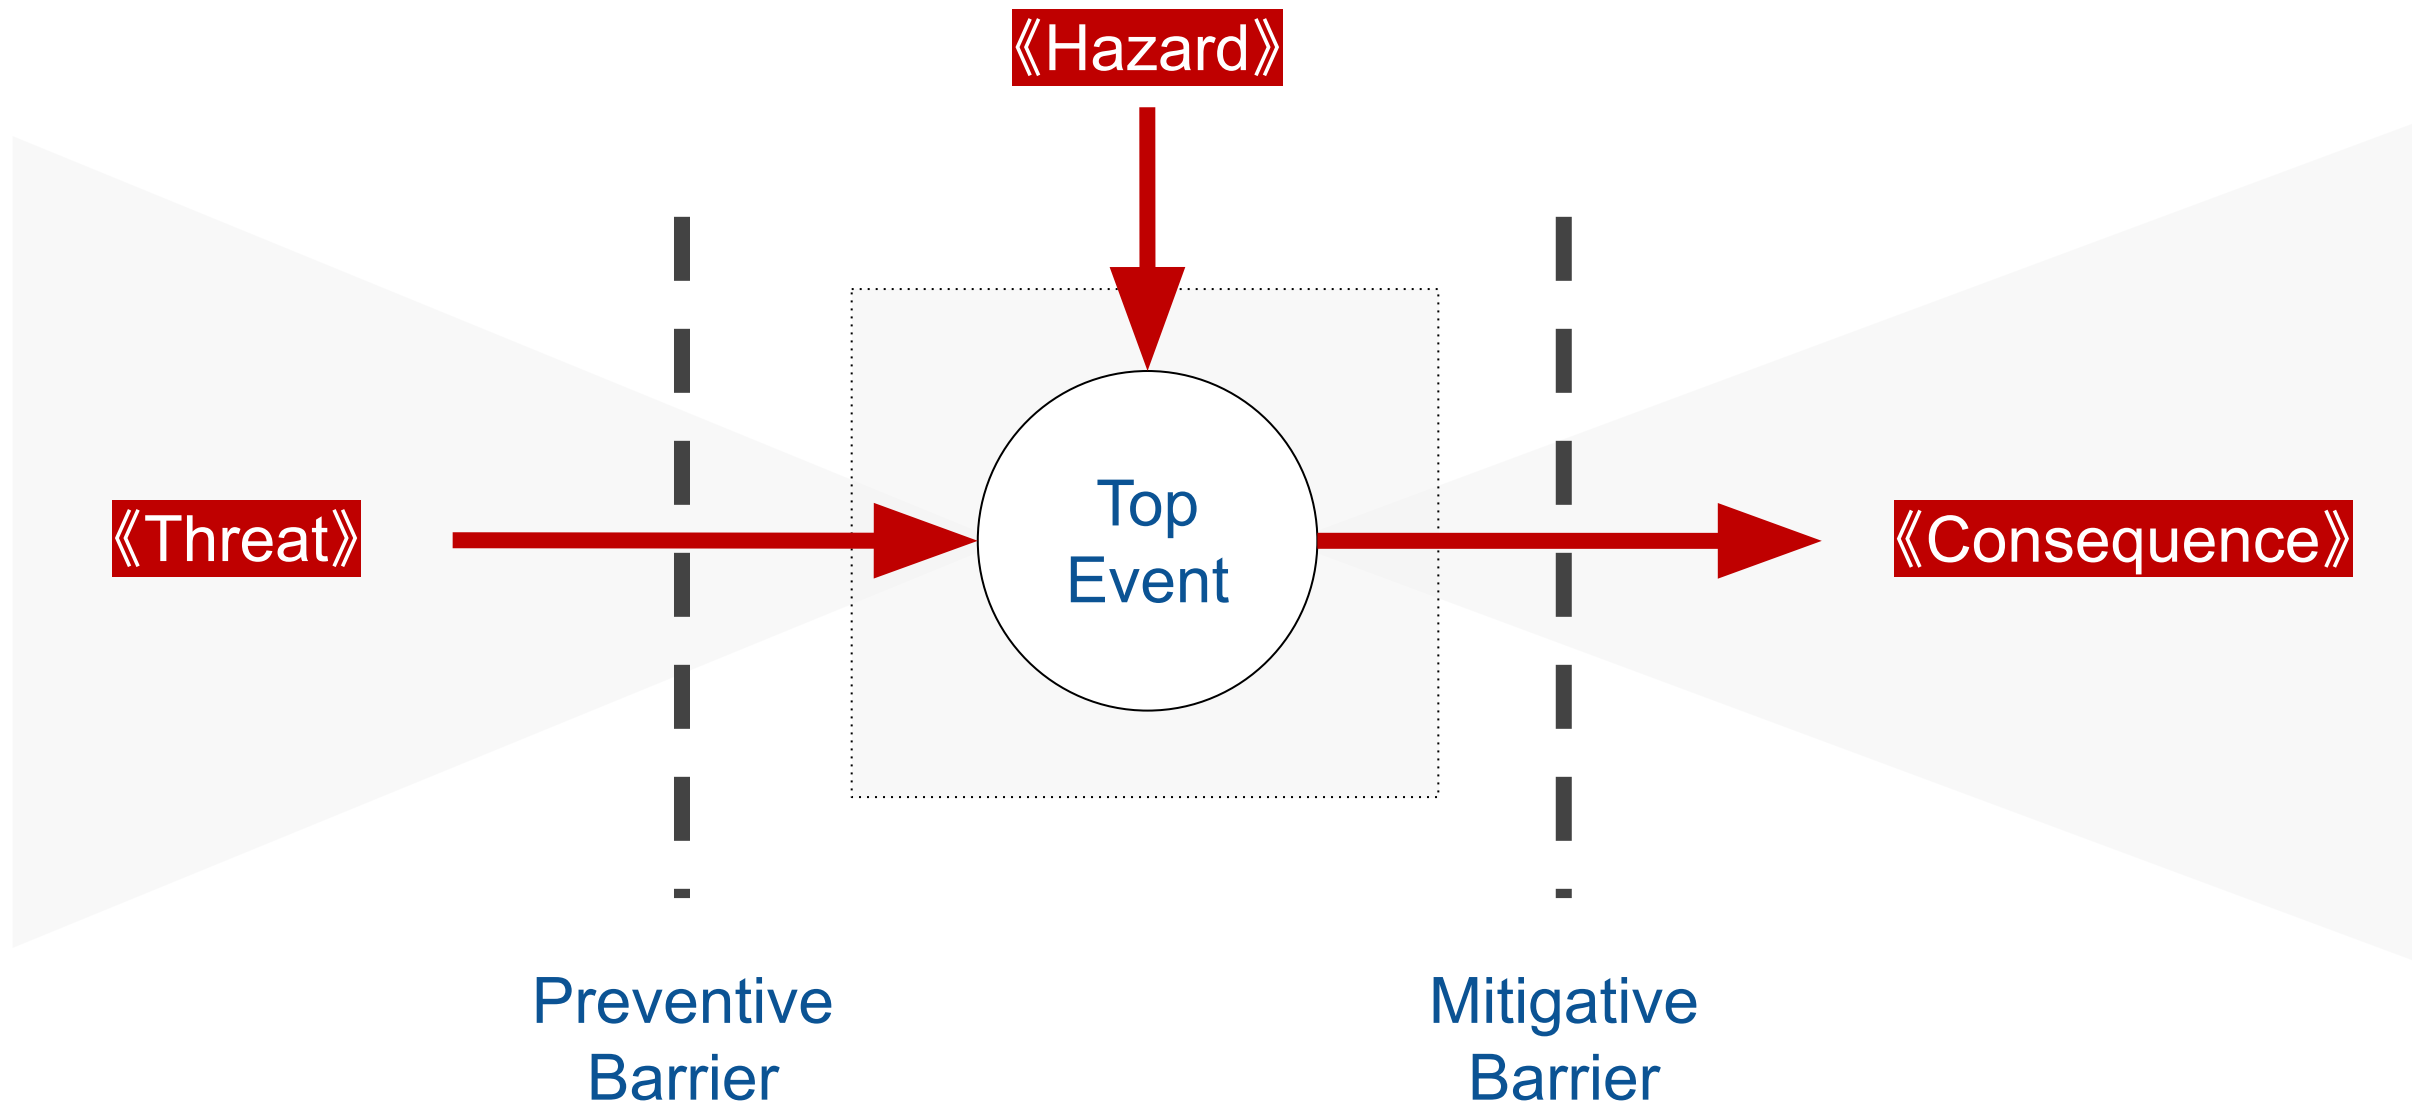 《Hazard》
《Threat》
Top
Event
《Consequence》
Preventive
Barrier
Mitigative
Barrier